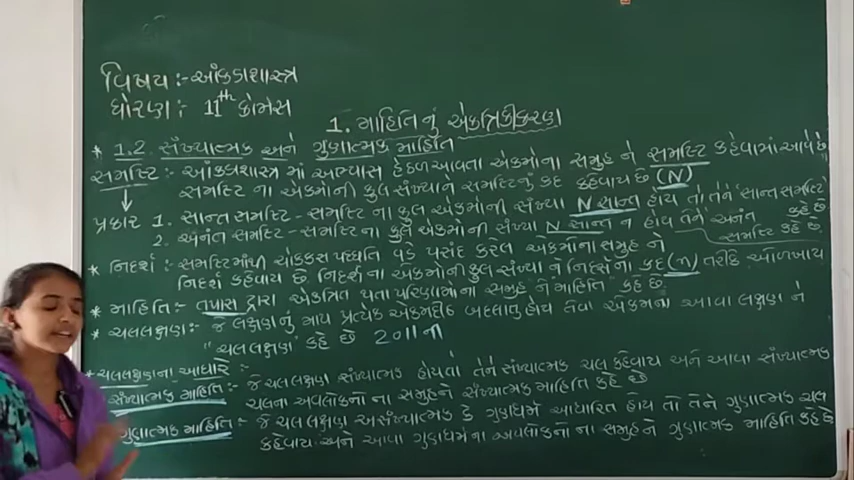 વિષય :- આંકડાશાસ્ત્ર
ધોરણ :- 11th કોમર્સ
1. માહિતીનું એકત્રિકીકરણ
* 1.2 સંખ્યાત્મક અને ગુણાત્મક માહિતિ
સમષ્ટિ :- આંકડાશાસ્ત્ર માં અભ્યાસ હેઠળ આવતા એકમોના સમુહ ને સમષ્ટિ કહેવામાં આવે છે
સમષ્ટિ ના એકમોની કુલ સંખ્યાને સમષ્ટિનું કદ કહેવાય છે (N)
પ્રકાર 1. સાન્ત સમષ્ટિ - સમષ્ટિ ના કુલ એકમોની સંખ્યા N સાન્ત હોય તો તેને 'સાન્ત સમષ્ટિ' કહે છે
2. અનંત સમષ્ટિ - સમષ્ટિ ના કુલ એકમોની સંખ્યા N સાન્ત ન હોય તેને અનંત સમષ્ટિ કહે છે.
* નિદર્શ :- સમષ્ટિમાંથી ચોક્કસ પધ્ધતિ વડે પસંદ કરેલ એકમોના સમુહ ને
નિદર્શ કહેવાય છે. નિદર્શ ના એકમોની કુલ સંખ્યા ને નિદર્શના કદ (n) તરીકે ઓળખાય
* માહિતિ :- તપાસ દ્વારા એકત્રિત થતા પરિણામોના સમુહ ને માહિતિ કહે છે.
* ચલલક્ષણ :- જે લક્ષણનું માપ પ્રત્યેક એકમદીઠ બદલાતુ હોય તેવા એકમના આવા લક્ષણ ને
"ચલલક્ષણ" કહે છે
* ચલલક્ષણના આધારે :-
સંખ્યાત્મક માહિતિ :- જે ચલલક્ષણ સંખ્યાત્મક હોયતો તેને સંખ્યાત્મક ચલ કહેવાય અને આવા સંખ્યાત્મક
ચલના અવલોકનો ના સમુહને સંખ્યાત્મક માહિતિ કહે છે
ગુણાત્મક માહિતિ :- જે ચલલક્ષણ અસંખ્યાત્મક કે ગુણધર્મ આધારિત હોય તો તેને ગુણાત્મક ચલ
કહેવાય અને આવા ગુણધર્મના અવલોકનો ના સમુહને ગુણાત્મક માહિતિ કહે છે